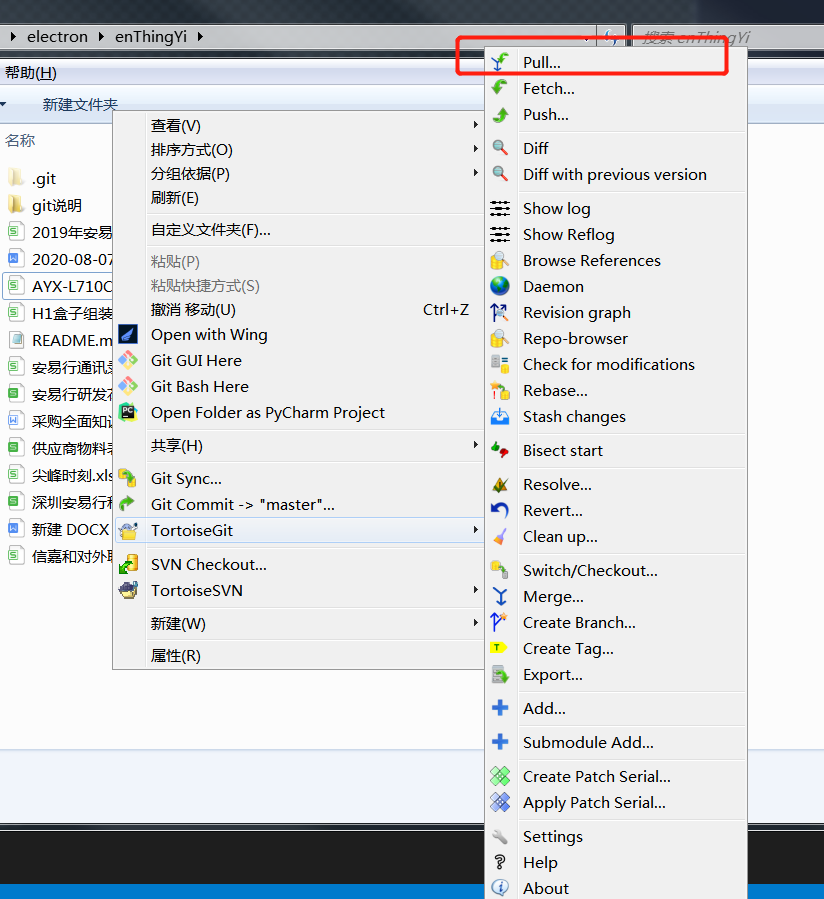 electron
enThingYi
搜索 enThingYi
帮助(H)
新建文件夹
名称
.git
git说明
2019年安易
2020-08-07
AYX-L710C
H1盒子组装
README.m
安易行通讯录
安易行研发
采购全面知识
供应商物料
尖峰时刻.xls
深圳安易行科
新建 DOCX
信嘉和对外联
查看(V)
排序方式(O)
分组依据(P)
刷新(E)
自定义文件夹(F)...
粘贴(P)
粘贴快捷方式(S)
撤消 移动(U) Ctrl+Z
Open with Wing
Git GUI Here
Git Bash Here
Open Folder as PyCharm Project
共享(H)
Git Sync...
Git Commit -> "master"...
TortoiseGit
SVN Checkout...
TortoiseSVN
新建(W)
属性(R)
Pull...
Fetch...
Push...
Diff
Diff with previous version
Show log
Show Reflog
Browse References
Daemon
Revision graph
Repo-browser
Check for modifications
Rebase...
Stash changes
Bisect start
Resolve...
Revert...
Clean up...
Switch/Checkout...
Merge...
Create Branch...
Create Tag...
Export...
Add...
Submodule Add...
Create Patch Serial...
Apply Patch Serial...
Settings
Help
About